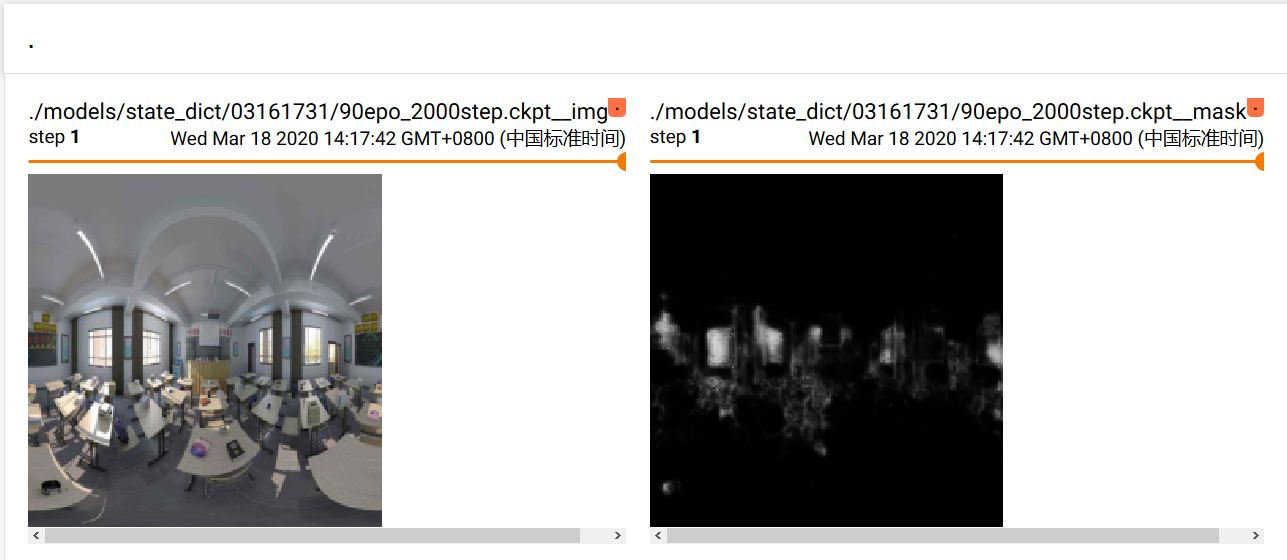 .
./models/state_dict/03161731/90epo_2000step.ckpt__img
.
step 1
Wed Mar 18 2020 14:17:42 GMT+0800 (中国标准时间)
./models/state_dict/03161731/90epo_2000step.ckpt__mask
.
step 1
Wed Mar 18 2020 14:17:42 GMT+0800 (中国标准时间)